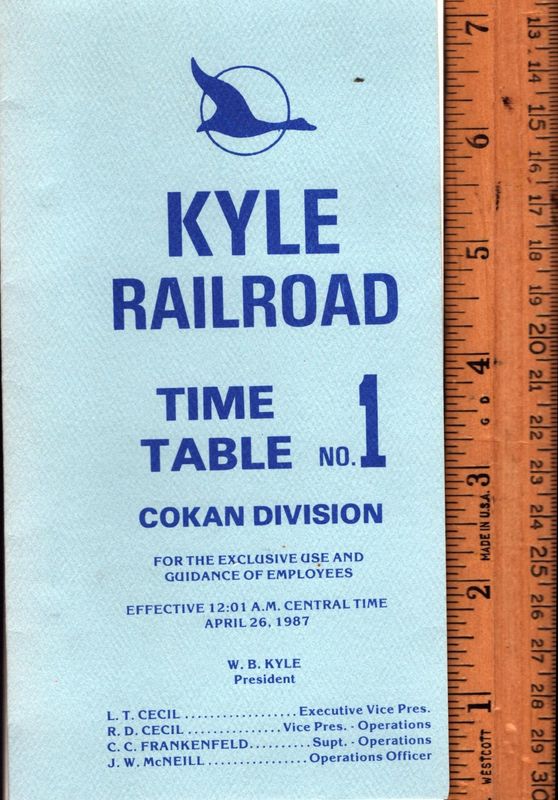 KYLE
RAILROAD
TIME
TABLE NO. 1
COKAN DIVISION
FOR THE EXCLUSIVE USE AND
GUIDANCE OF EMPLOYEES
EFFECTIVE 12:01 A.M. CENTRAL TIME
APRIL 26, 1987
W. B. KYLE
President
L. T. CECIL .................. Executive Vice Pres.
R. D. CECIL ............... Vice Pres. - Operations
C. C. FRANKENFELD.......... Supt. - Operations
J. W. McNEILL ................ Operations Officer
7
6
5
4
G D
3
MADE IN U.S.A.
2
1
WESTCOTT
13
14
15
16
17
18
19
20
21
22
23
24
25
26
27
28
29
30